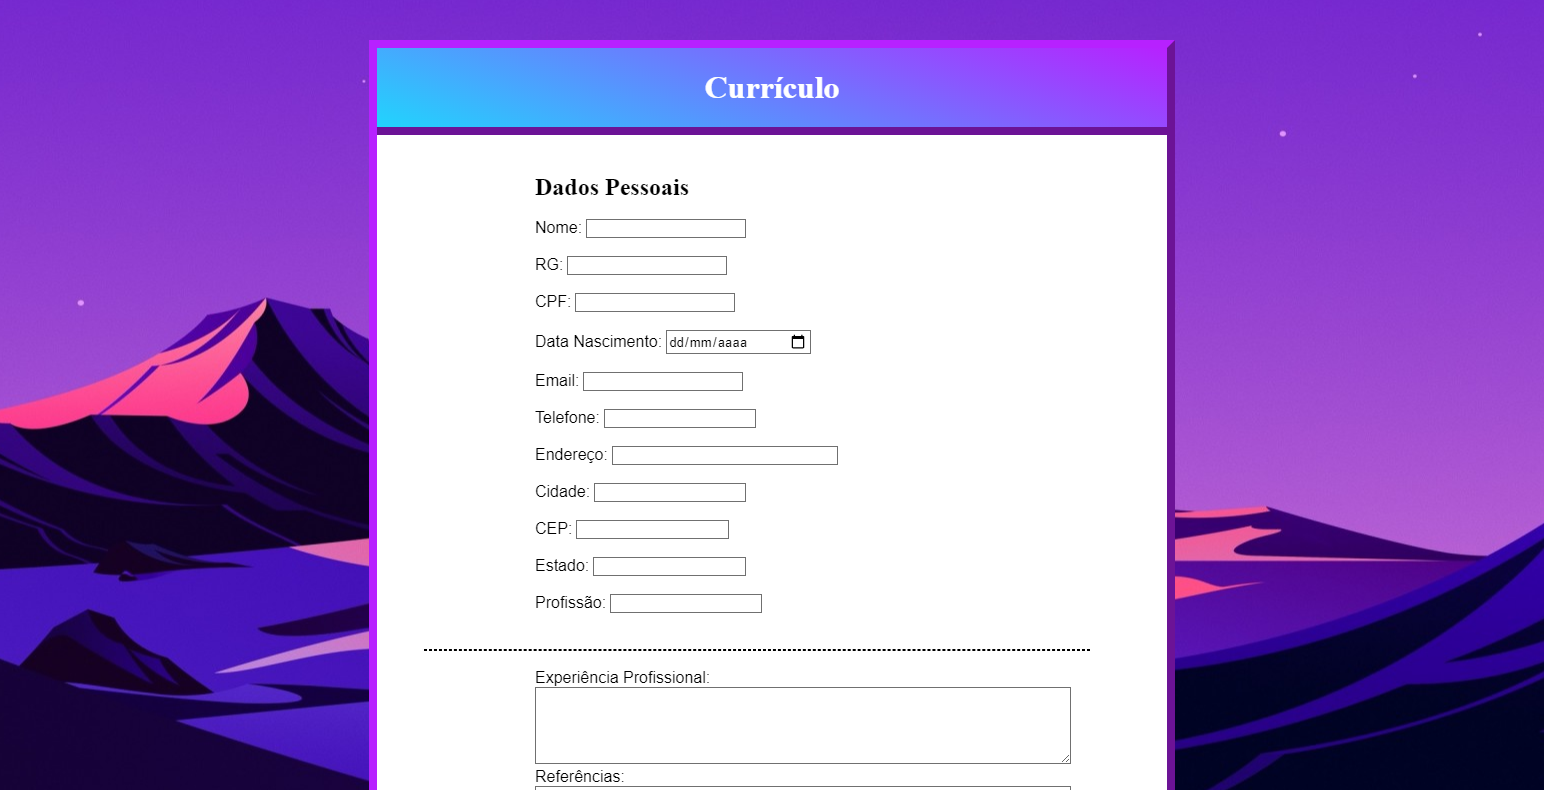 Currículo
Dados Pessoais
Nome:
RG:
CPF:
Data Nascimento: dd/mm/aaaa
Email:
Telefone:
Endereço:
Cidade:
CEP:
Estado:
Profissão:
Experiência Profissional:
Referências: